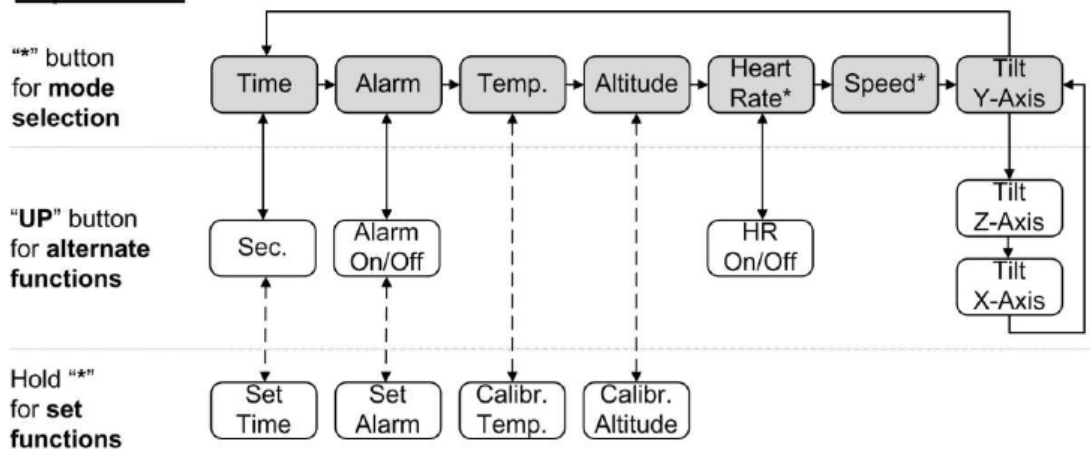 “*” button
for mode
selection
Time
Alarm
Temp.
Altitude
Heart
Rate*
Speed*
Tilt
Y-Axis
“UP” button
for alternate
functions
Sec.
Alarm
On/Off
HR
On/Off
Tilt
Z-Axis
Tilt
X-Axis
Hold “*”
for set
functions
Set
Time
Set
Alarm
Calibr.
Temp.
Calibr.
Altitude